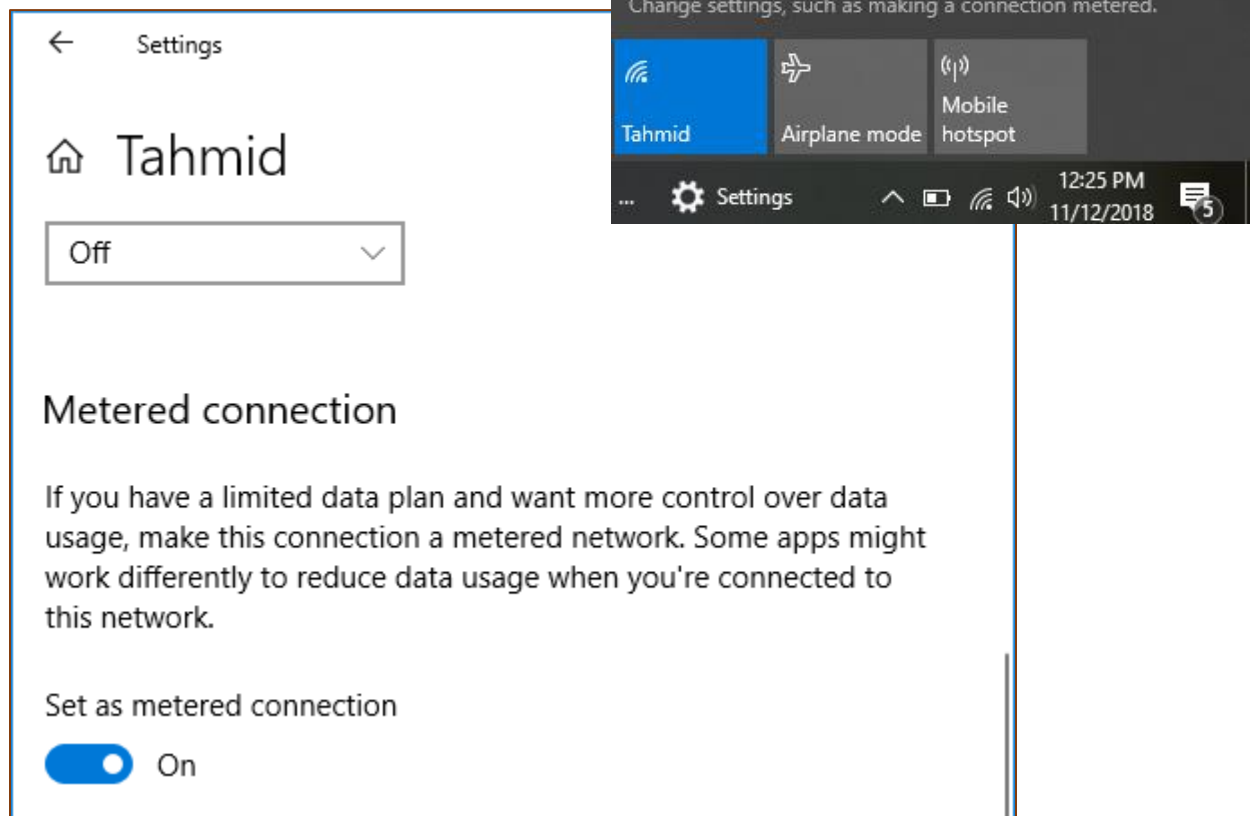 Settings
Tahmid
Off
Metered connection
If you have a limited data plan and want more control over data
usage, make this connection a metered network. Some apps might
work differently to reduce data usage when you're connected to
this network.
Set as metered connection
On
Change settings, such as making a connection metered.
Tahmid
Airplane mode
Mobile
hotspot
... Settings
12:25 PM
11/12/2018
5